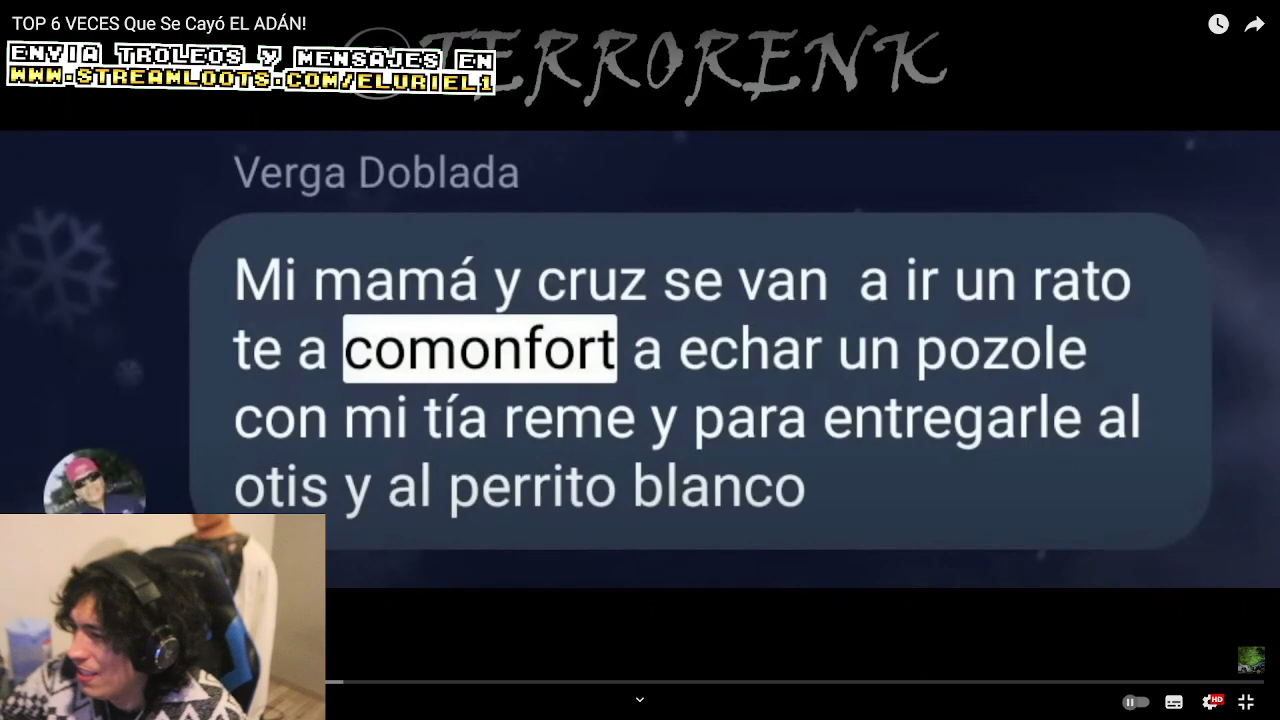 TOP 6 VECES Que Se Cayó EL ADÁN!
ENVIA TROLEOS Y MENSAJES EN
WWW.STREAMLOOTS.COM/ELURIEL1
@TERRORENK
Verga Doblada
Mi mamá y cruz se van a ir un rato
te a comonfort a echar un pozole
con mi tía reme y para entregarle al
otis y al perrito blanco
HD